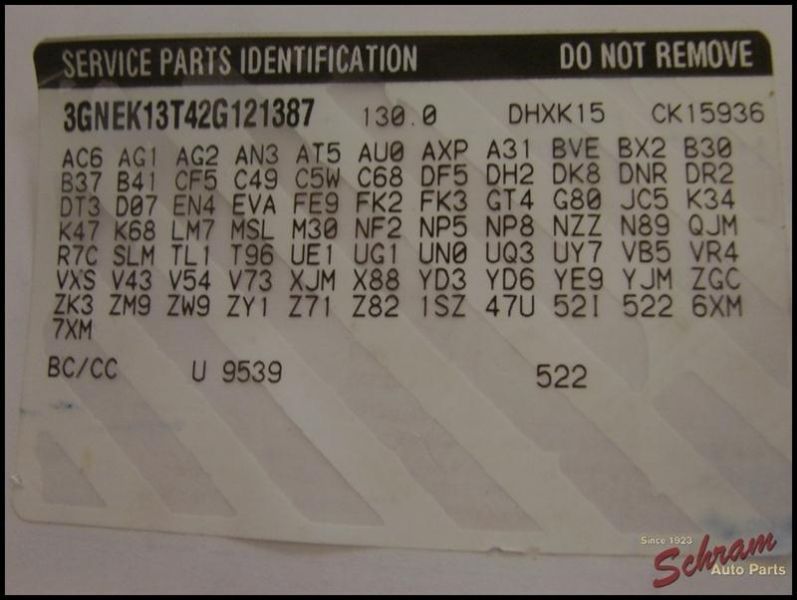 SERVICE PARTS IDENTIFICATION DO NOT REMOVE
3GNEK13T42G121387 130.0 DHXK15 CK15936
AC6 AG1 AG2 AN3 AT5 AU0 AXP A31 BVE BX2 B30
B37 B41 CF5 C49 C5W C68 DF5 DH2 DK8 DNR DR2
DT3 D07 EN4 EVA FE9 FK2 FK3 GT4 G80 JC5 K34
K47 K68 LM7 MSL M30 NF2 NP5 NP8 NZZ N89 QJM
R7C SLM TL1 T96 UE1 UG1 UN0 UQ3 UY7 VB5 VR4
VXS V43 V54 V73 XJM X88 YD3 YD6 YE9 YJM ZGC
ZK3 ZM9 ZW9 ZY1 Z71 Z82 1SZ 47U 52I 522 6XM
7XM
BC/CC U 9539 522
Since 1923
Schram
Auto Parts